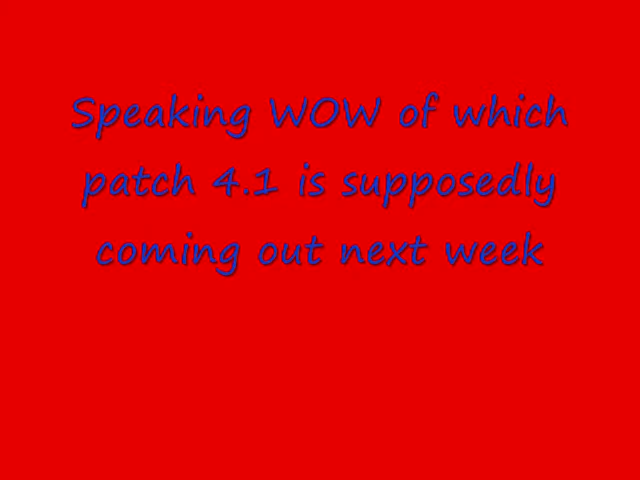 Speaking WOW of which
patch 4.1 is supposedly
coming out next week